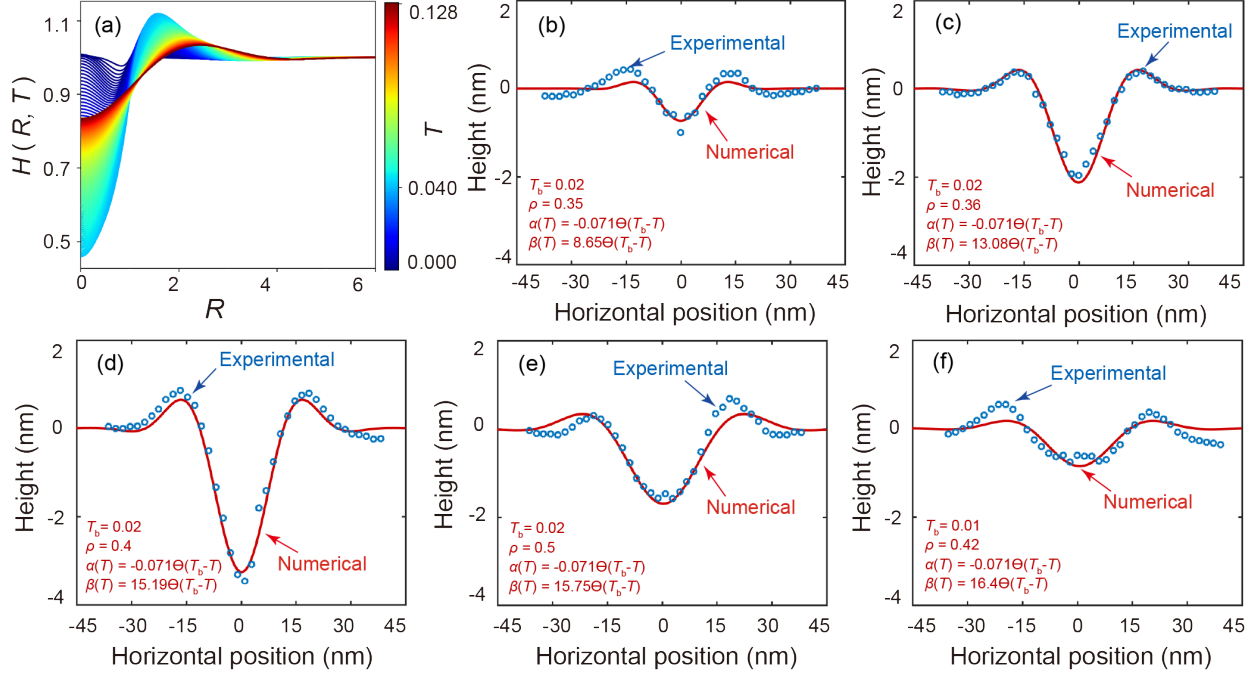 (a)
1.1
0.9
0.7
0.5
H (R, T)
0 2 4 6
R
T
0.128
0.040
0.000
(b)
Experimental
Numerical
T_b = 0.02
ρ = 0.35
α(T) = -0.071Θ(T_b-T)
β(T) = 8.65Θ(T_b-T)
2
0
-2
-4
Height (nm)
-45 -30 -15 0 15 30 45
Horizontal position (nm)
(c)
Experimental
Numerical
T_b = 0.02
ρ = 0.36
α(T) = -0.071Θ(T_b-T)
β(T) = 13.08Θ(T_b-T)
2
0
-2
-4
Height (nm)
-45 -30 -15 0 15 30 45
Horizontal position (nm)
(d)
Experimental
Numerical
T_b = 0.02
ρ = 0.4
α(T) = -0.071Θ(T_b-T)
β(T) = 15.19Θ(T_b-T)
2
0
-2
-4
Height (nm)
-45 -30 -15 0 15 30 45
Horizontal position (nm)
(e)
Experimental
Numerical
T_b = 0.02
ρ = 0.5
α(T) = -0.071Θ(T_b-T)
β(T) = 15.75Θ(T_b-T)
2
0
-2
-4
Height (nm)
-45 -30 -15 0 15 30 45
Horizontal position (nm)
(f)
Experimental
Numerical
T_b = 0.01
ρ = 0.42
α(T) = -0.071Θ(T_b-T)
β(T) = 16.4Θ(T_b-T)
2
0
-2
-4
Height (nm)
-45 -30 -15 0 15 30 45
Horizontal position (nm)